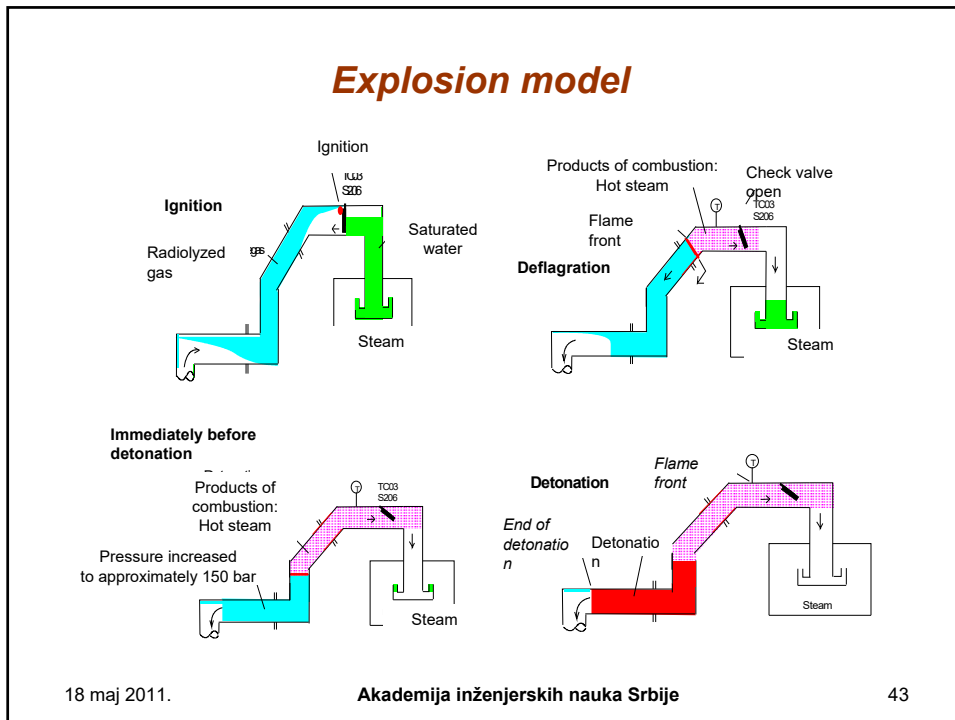 Explosion model
Ignition
TC03
S206
Ignition
Radiolyzed
gas
Saturated
water
Steam
Products of combustion:
Hot steam
Check valve
open
TC03
S206
T
Flame
front
Deflagration
Steam
Immediately before
detonation
Products of
combustion:
Hot steam
T
TC03
S206
Pressure increased
to approximately 150 bar
Steam
Detonation
Flame
front
T
End of
detonatio
n
Detonatio
n
Steam
18 maj 2011.
Akademija inženjerskih nauka Srbije
43